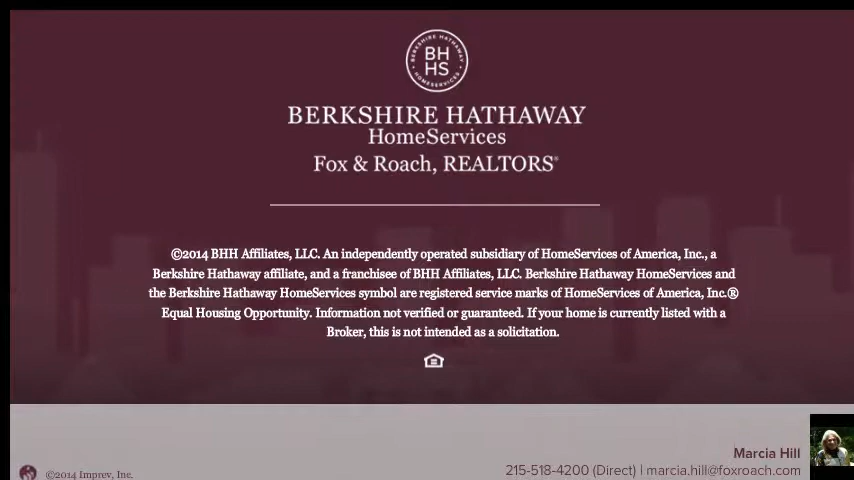 BERKSHIRE HATHAWAY
HOMESERVICES
BH
HS
BERKSHIRE HATHAWAY
HomeServices
Fox & Roach, REALTORS®
©2014 BHH Affiliates, LLC. An independently operated subsidiary of HomeServices of America, Inc., a
Berkshire Hathaway affiliate, and a franchisee of BHH Affiliates, LLC. Berkshire Hathaway HomeServices and
the Berkshire Hathaway HomeServices symbol are registered service marks of HomeServices of America, Inc.®
Equal Housing Opportunity. Information not verified or guaranteed. If your home is currently listed with a
Broker, this is not intended as a solicitation.
Marcia Hill
215-518-4200 (Direct) | marcia.hill@foxroach.com
©2014 Imprev, Inc.